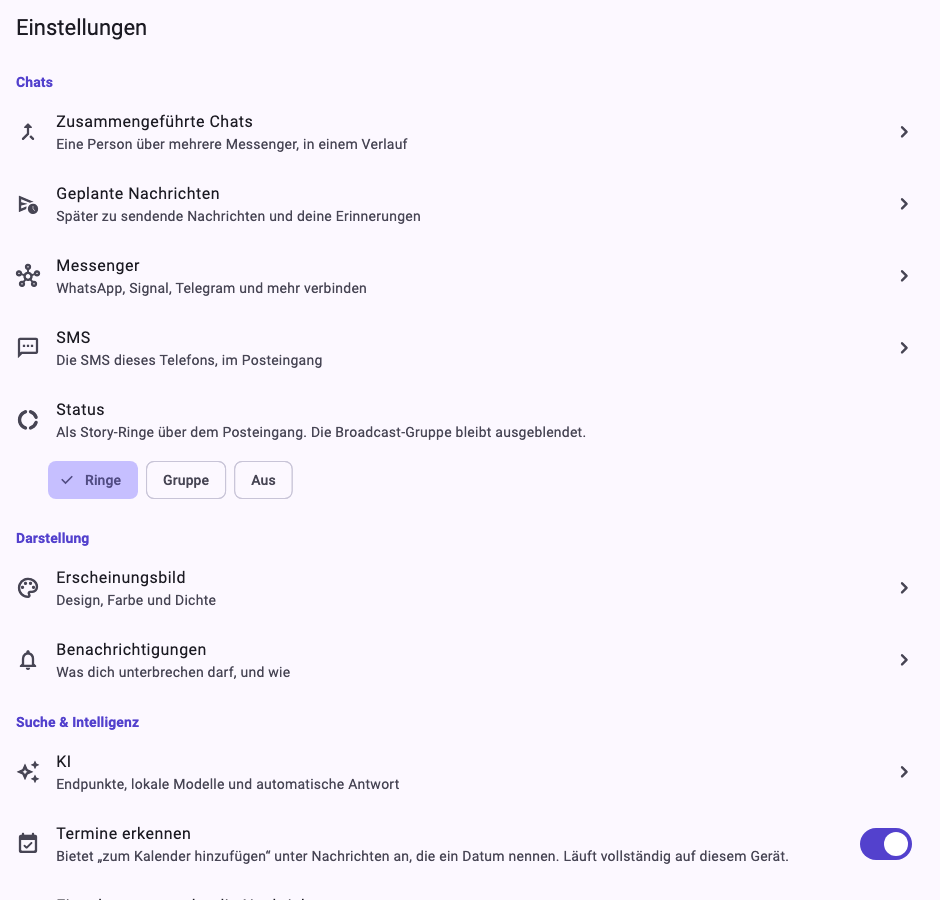 Einstellungen
Chats
Zusammengeführte Chats
Eine Person über mehrere Messenger, in einem Verlauf
Geplante Nachrichten
Später zu sendende Nachrichten und deine Erinnerungen
Messenger
WhatsApp, Signal, Telegram und mehr verbinden
SMS
Die SMS dieses Telefons, im Posteingang
Status
Als Story-Ringe über dem Posteingang. Die Broadcast-Gruppe bleibt ausgeblendet.
Ringe Gruppe Aus
Darstellung
Erscheinungsbild
Design, Farbe und Dichte
Benachrichtigungen
Was dich unterbrechen darf, und wie
Suche & Intelligenz
KI
Endpunkte, lokale Modelle und automatische Antwort
Termine erkennen
Bietet „zum Kalender hinzufügen“ unter Nachrichten an, die ein Datum nennen. Läuft vollständig auf diesem Gerät.